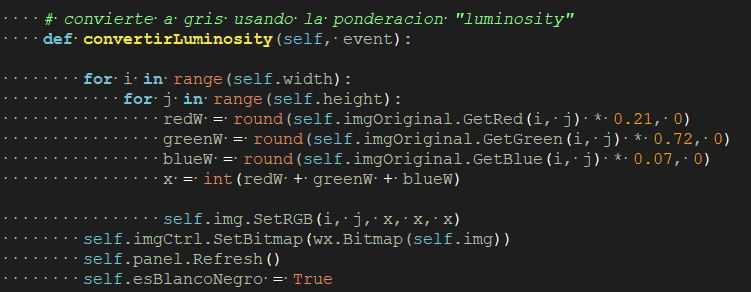 # convierte a gris usando la ponderacion "luminosity"
def convertirLuminosity(self, event):
for i in range(self.width):
for j in range(self.height):
redW = round(self.imgOriginal.GetRed(i, j) * 0.21, 0)
greenW = round(self.imgOriginal.GetGreen(i, j) * 0.72, 0)
blueW = round(self.imgOriginal.GetBlue(i, j) * 0.07, 0)
x = int(redW + greenW + blueW)
self.img.SetRGB(i, j, x, x, x)
self.imgCtrl.SetBitmap(wx.Bitmap(self.img))
self.panel.Refresh()
self.esBlancoNegro = True